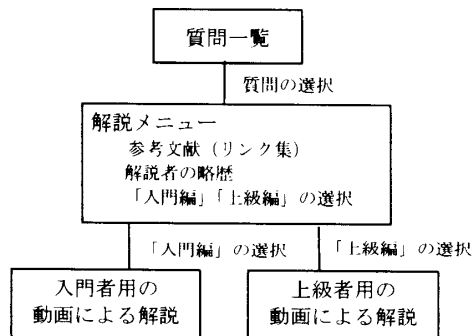 質問一覧
質問の選択
解説メニュー
参考文献（リンク集）
解説者の略歴
「入門編」「上級編」の選択
「入門編」の選択
「上級編」の選択
入門者用の
動画による解説
上級者用の
動画による解説